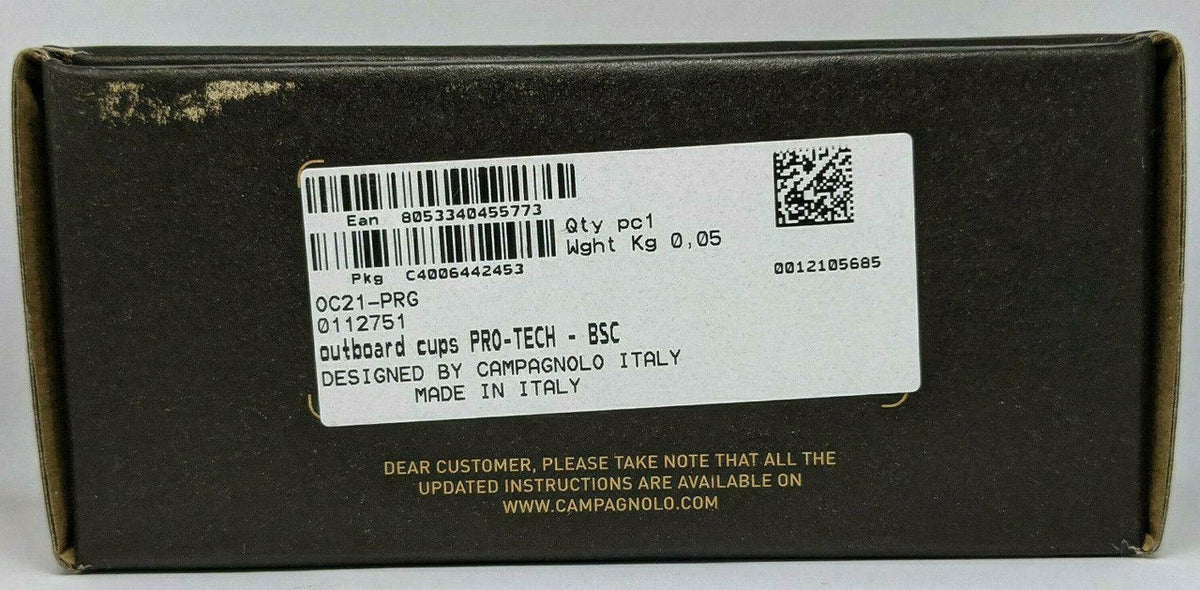 Ean 8053340455773
Pkg C4006442453
Qty pc1
Wght Kg 0,05
0012105685
OC21-PRG
0112751
outboard cups PRO-TECH - BSC
DESIGNED BY CAMPAGNOLO ITALY
MADE IN ITALY
DEAR CUSTOMER, PLEASE TAKE NOTE THAT ALL THE
UPDATED INSTRUCTIONS ARE AVAILABLE ON
WWW.CAMPAGNOLO.COM